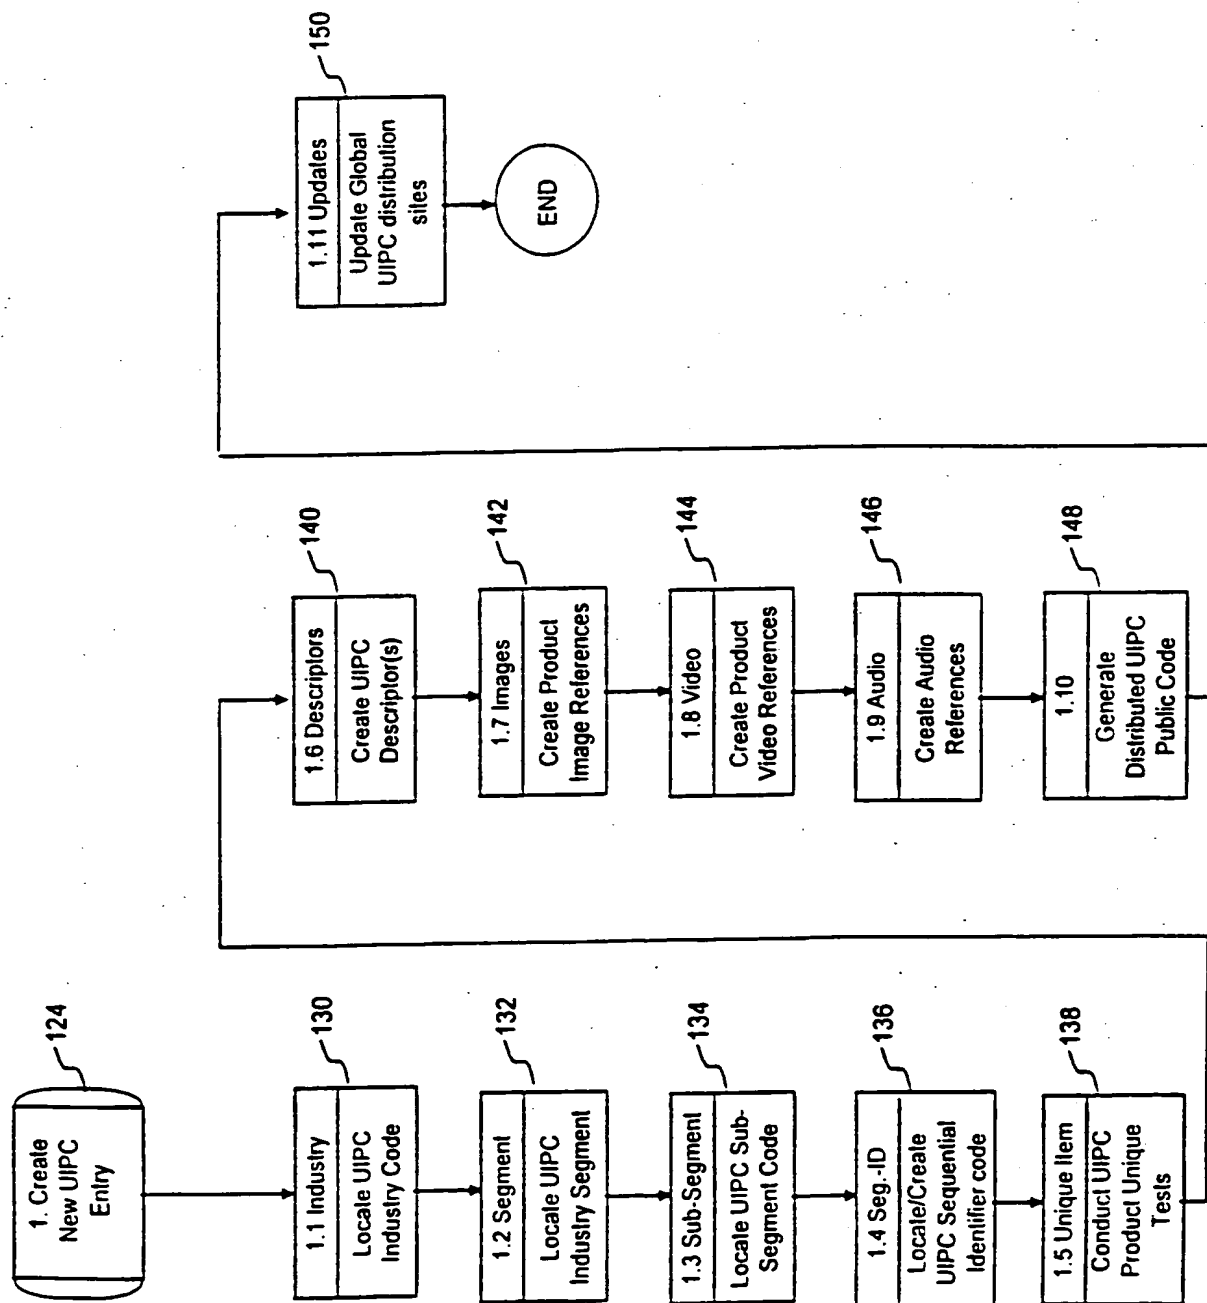 124
1. Create
New UIPC
Entry
130
1.1 Industry
Locale UIPC
Industry Code
132
1.2 Segment
Locale UIPC
Industry Segment
134
1.3 Sub-Segment
Locale UIPC Sub-
Segment Code
136
1.4 Seg.-ID
Locate/Create
UIPC Sequential
Identifier code
138
1.5 Unique Item
Conduct UIPC
Product Unique
Tests
140
1.6 Descriptors
Create UIPC
Descriptor(s)
142
1.7 Images
Create Product
Image References
144
1.8 Video
Create Product
Video References
146
1.9 Audio
Create Audio
References
148
1.10
Generate
Distributed UIPC
Public Code
150
1.11 Updates
Update Global
UIPC distribution
sites
END